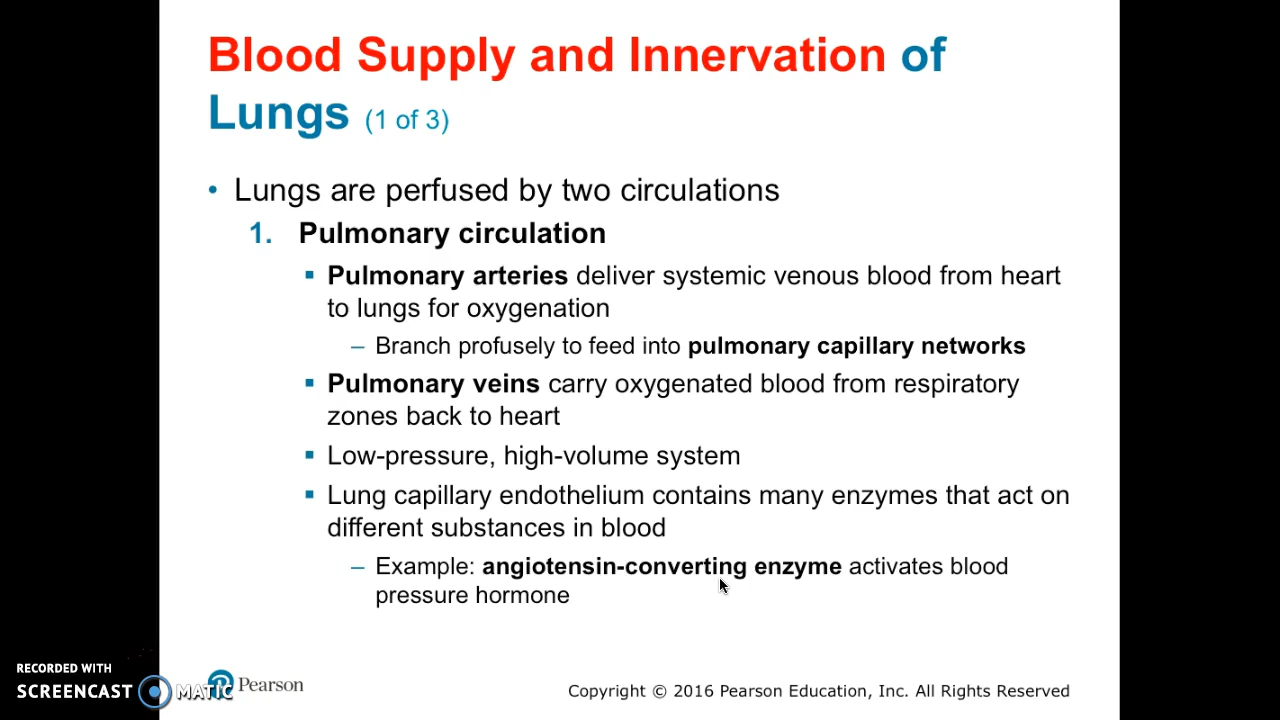 Blood Supply and Innervation of
Lungs (1 of 3)
• Lungs are perfused by two circulations
1. Pulmonary circulation
▪ Pulmonary arteries deliver systemic venous blood from heart
to lungs for oxygenation
– Branch profusely to feed into pulmonary capillary networks
▪ Pulmonary veins carry oxygenated blood from respiratory
zones back to heart
▪ Low-pressure, high-volume system
▪ Lung capillary endothelium contains many enzymes that act on
different substances in blood
– Example: angiotensin-converting enzyme activates blood
pressure hormone
RECORDED WITH
SCREENCAST MATIC
Pearson
Copyright © 2016 Pearson Education, Inc. All Rights Reserved